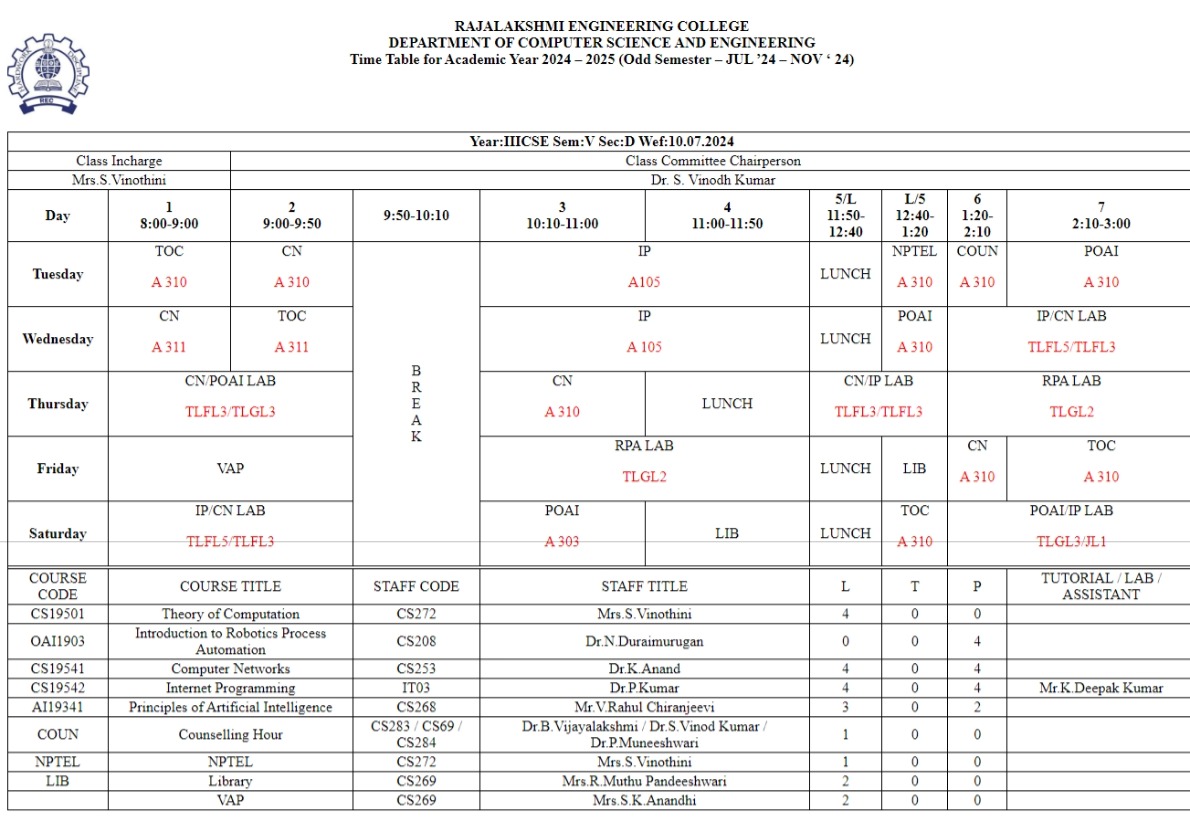 RAJALAKSHMI ENGINEERING COLLEGE
DEPARTMENT OF COMPUTER SCIENCE AND ENGINEERING
Time Table for Academic Year 2024 – 2025 (Odd Semester – JUL ’24 – NOV ‘ 24)
HARDWORK DISCIPLINE
REC
Year:IIICSE Sem:V Sec:D Wef:10.07.2024
Class Incharge Class Committee Chairperson
Mrs.S.Vinothini Dr. S. Vinodh Kumar
Day 1 8:00-9:00 2 9:00-9:50 9:50-10:10 3 10:10-11:00 4 11:00-11:50 5/L 11:50-12:40 L/5 12:40-1:20 6 1:20-2:10 7 2:10-3:00
BREAK
Tuesday TOC A 310 CN A 310 IP A105 LUNCH NPTEL A 310 COUN A 310 POAI A 310
Wednesday CN A 311 TOC A 311 IP A 105 LUNCH POAI A 310 IP/CN LAB TLFL5/TLFL3
Thursday CN/POAI LAB TLFL3/TLGL3 CN A 310 LUNCH CN/IP LAB TLFL3/TLFL3 RPA LAB TLGL2
Friday VAP RPA LAB TLGL2 LUNCH LIB CN A 310 TOC A 310
Saturday IP/CN LAB TLFL5/TLFL3 POAI A 303 LIB LUNCH TOC A 310 POAI/IP LAB TLGL3/JL1
COURSE CODE COURSE TITLE STAFF CODE STAFF TITLE L T P TUTORIAL / LAB / ASSISTANT
CS19501 Theory of Computation CS272 Mrs.S.Vinothini 4 0 0
OAI1903 Introduction to Robotics Process Automation CS208 Dr.N.Duraimurugan 0 0 4
CS19541 Computer Networks CS253 Dr.K.Anand 4 0 4
CS19542 Internet Programming IT03 Dr.P.Kumar 4 0 4 Mr.K.Deepak Kumar
AI19341 Principles of Artificial Intelligence CS268 Mr.V.Rahul Chiranjeevi 3 0 2
COUN Counselling Hour CS283 / CS69 / CS284 Dr.B.Vijayalakshmi / Dr.S.Vinod Kumar / Dr.P.Muneeshwari 1 0 0
NPTEL NPTEL CS272 Mrs.S.Vinothini 1 0 0
LIB Library CS269 Mrs.R.Muthu Pandeeshwari 2 0 0
VAP CS269 Mrs.S.K.Anandhi 2 0 0